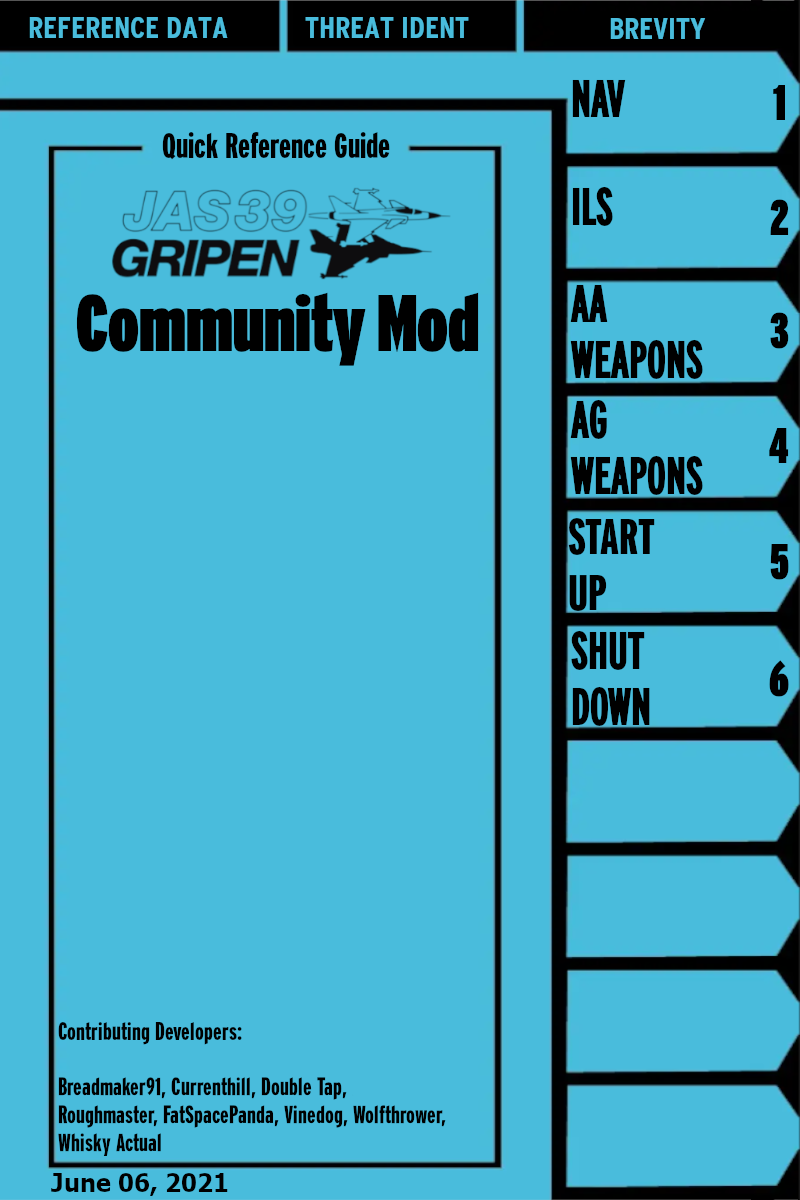 REFERENCE DATA
THREAT IDENT
BREVITY
NAV 1
ILS 2
AA
WEAPONS 3
AG
WEAPONS 4
START
UP 5
SHUT
DOWN 6
Quick Reference Guide
JAS39
GRIPEN
Community Mod
Contributing Developers:
Breadmaker91, Currenthill, Double Tap,
Roughmaster, FatSpacePanda, Vinedog, Wolfthrower,
Whisky Actual
June 06, 2021